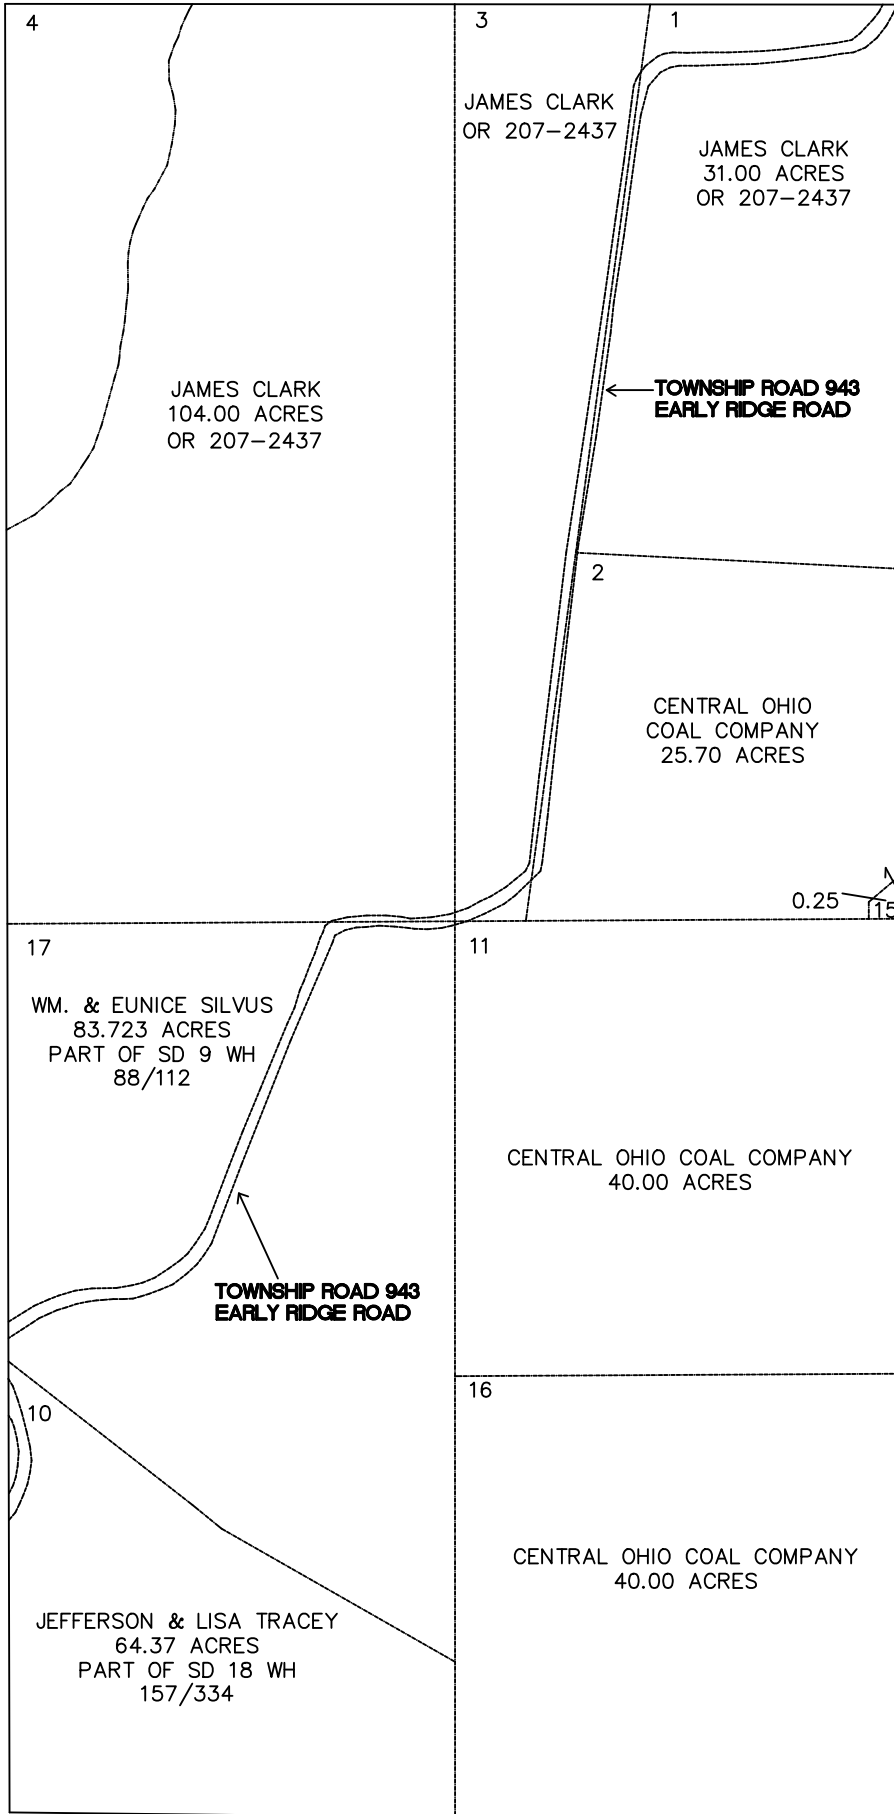 4
3
1
JAMES CLARK
OR 207-2437
JAMES CLARK
31.00 ACRES
OR 207-2437
JAMES CLARK
104.00 ACRES
OR 207-2437
TOWNSHIP ROAD 943
EARLY RIDGE ROAD
2
CENTRAL OHIO
COAL COMPANY
25.70 ACRES
0.25
15
17
11
WM. & EUNICE SILVUS
83.723 ACRES
PART OF SD 9 WH
88/112
CENTRAL OHIO COAL COMPANY
40.00 ACRES
TOWNSHIP ROAD 943
EARLY RIDGE ROAD
16
10
CENTRAL OHIO COAL COMPANY
40.00 ACRES
JEFFERSON & LISA TRACEY
64.37 ACRES
PART OF SD 18 WH
157/334